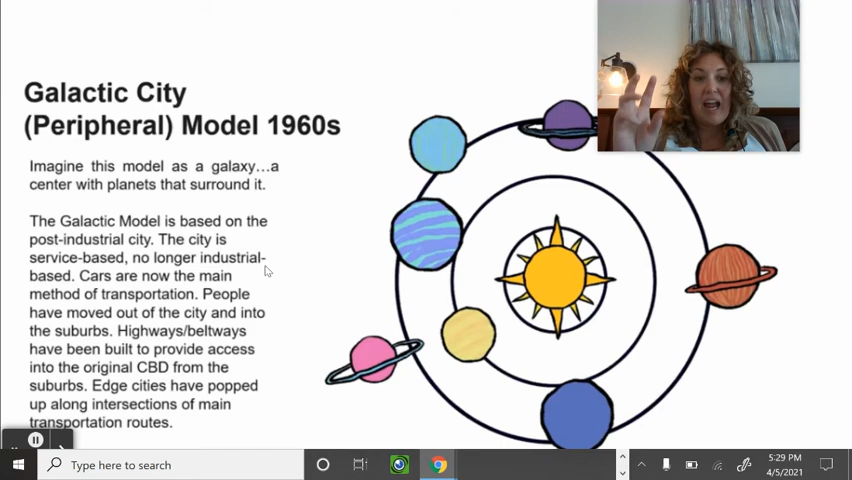 Galactic City
(Peripheral) Model 1960s
Imagine this model as a galaxy…a
center with planets that surround it.
The Galactic Model is based on the
post-industrial city. The city is
service-based, no longer industrial-
based. Cars are now the main
method of transportation. People
have moved out of the city and into
the suburbs. Highways/beltways
have been built to provide access
into the original CBD from the
suburbs. Edge cities have popped
up along intersections of main
transportation routes.
Type here to search
5:29 PM
4/5/2021